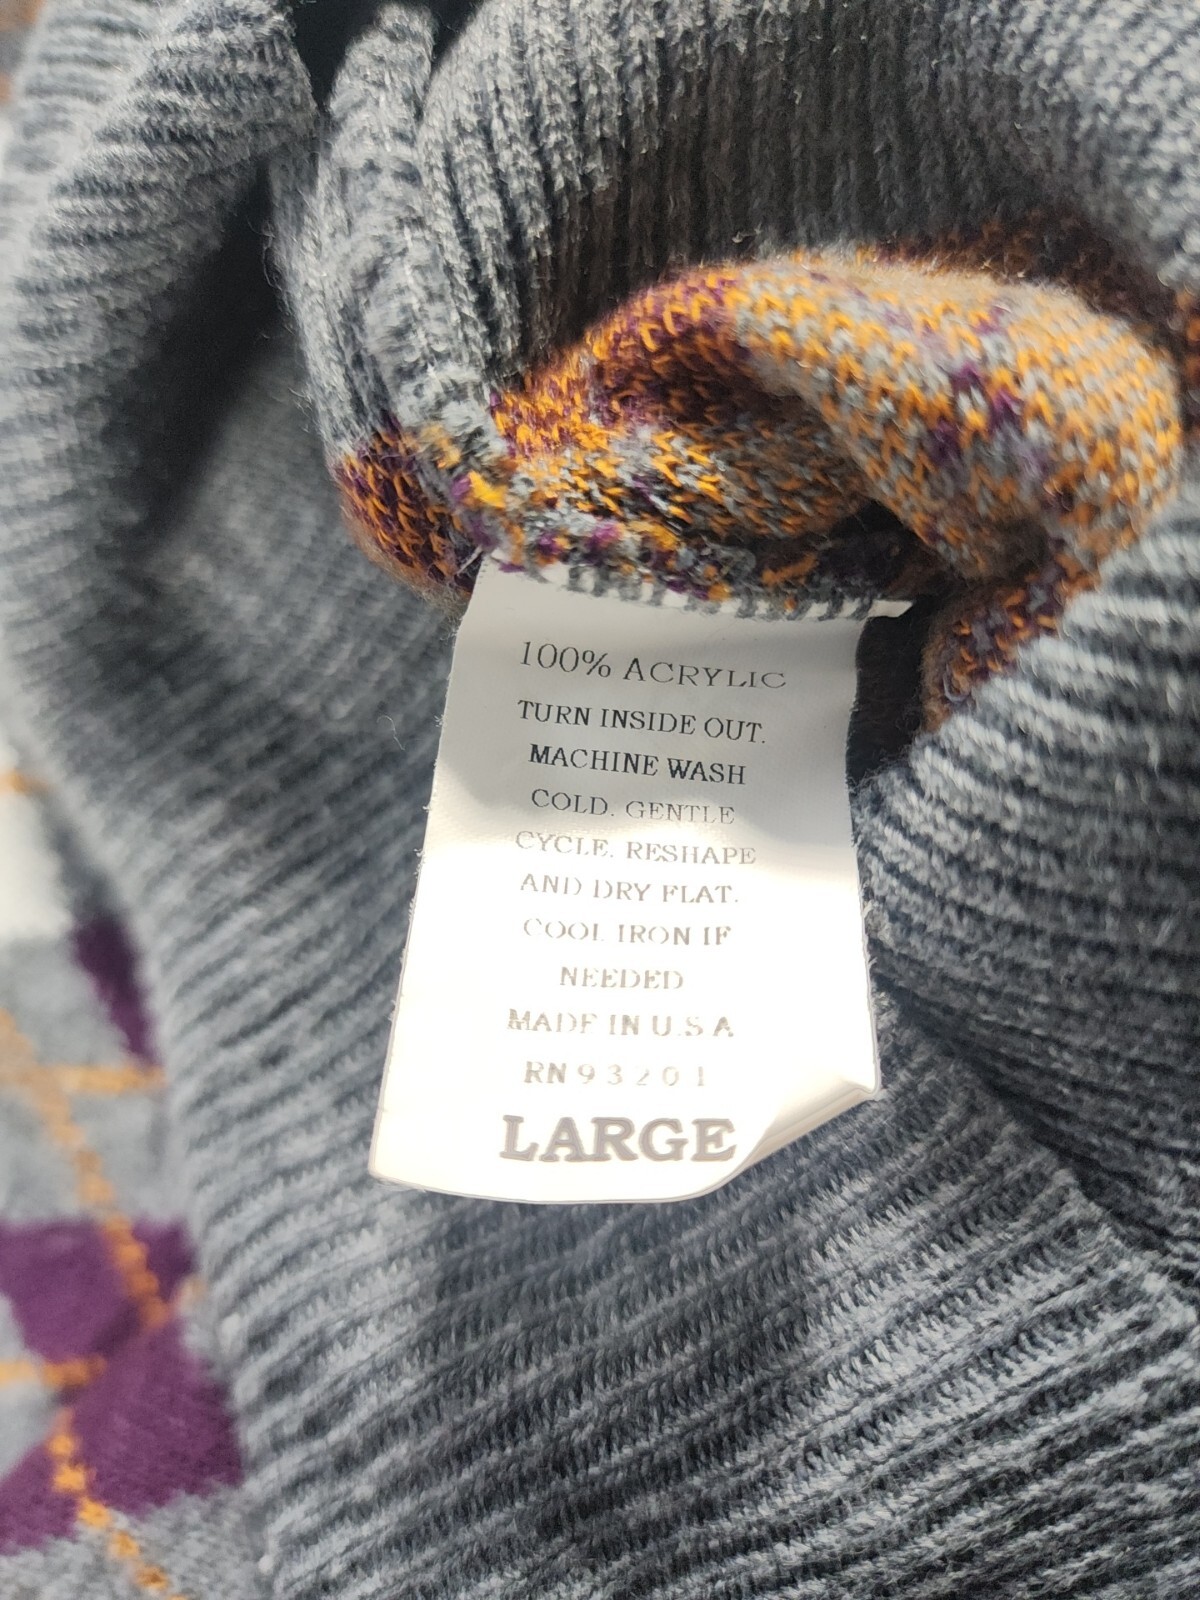 100% ACRYLIC
TURN INSIDE OUT.
MACHINE WASH
COLD. GENTLE
CYCLE. RESHAPE
AND DRY FLAT.
COOL IRON IF
NEEDED
MADE IN U.S A
RN 93201
LARGE